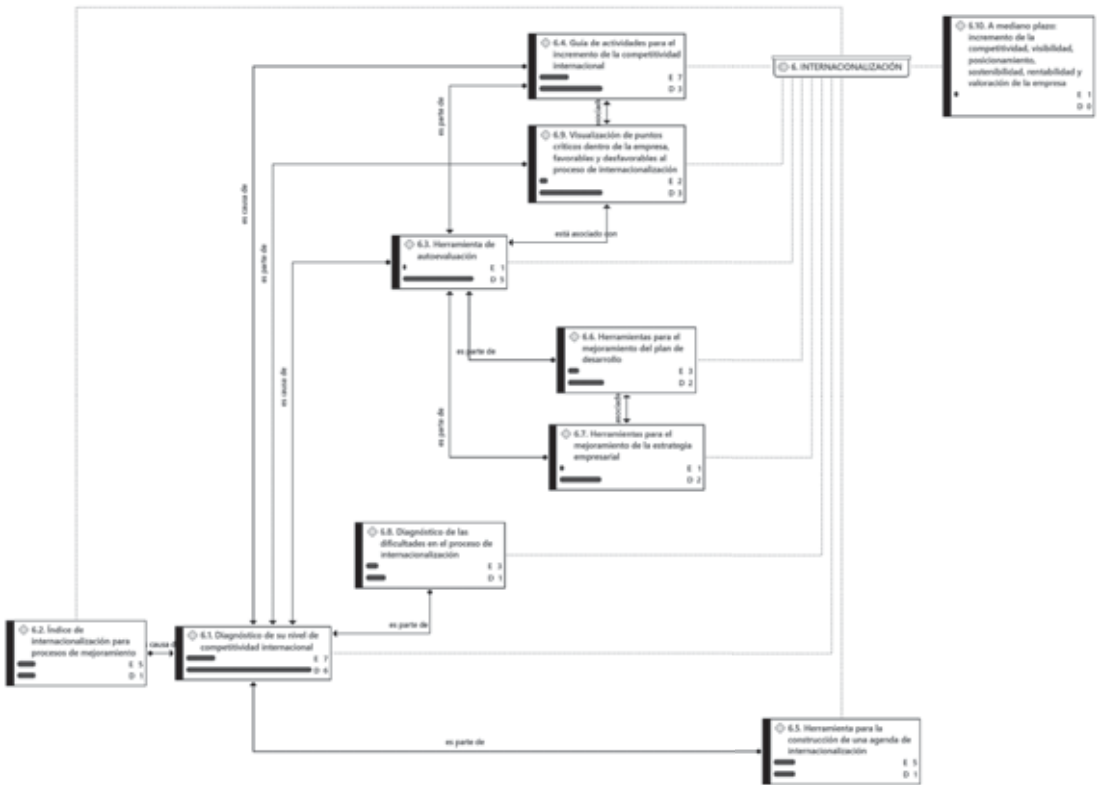 6.4. Guía de actividades para el
incremento de la competitividad
internacional
E 7
D 3
6. INTERNACIONALIZACIÓN
6.10. A mediano plazo:
incremento de la
competitividad, visibilidad,
posicionamiento,
sostenibilidad, rentabilidad y
valoración de la empresa
E 1
D 0
es parte de
asociado
6.9. Visualización de puntos
críticos dentro de la empresa,
favorables y desfavorables al
proceso de internacionalización
E 2
D 3
es causa de
es parte de
está asociado con
6.3. Herramienta de
autoevaluación
E 1
D 5
es causa de
es parte de
6.6. Herramientas para el
mejoramiento del plan de
desarrollo
E 3
D 2
asociado
es parte de
6.7. Herramientas para el
mejoramiento de la estrategia
empresarial
E 1
D 2
6.8. Diagnóstico de las
dificultades en el proceso de
internacionalización
E 3
D 1
es parte de
6.2. Índice de
internacionalización para
procesos de mejoramiento
E 5
D 1
causa d
6.1. Diagnóstico de su nivel de
competitividad internacional
E 7
D 6
es parte de
6.5. Herramienta para la
construcción de una agenda de
internacionalización
E 5
D 1